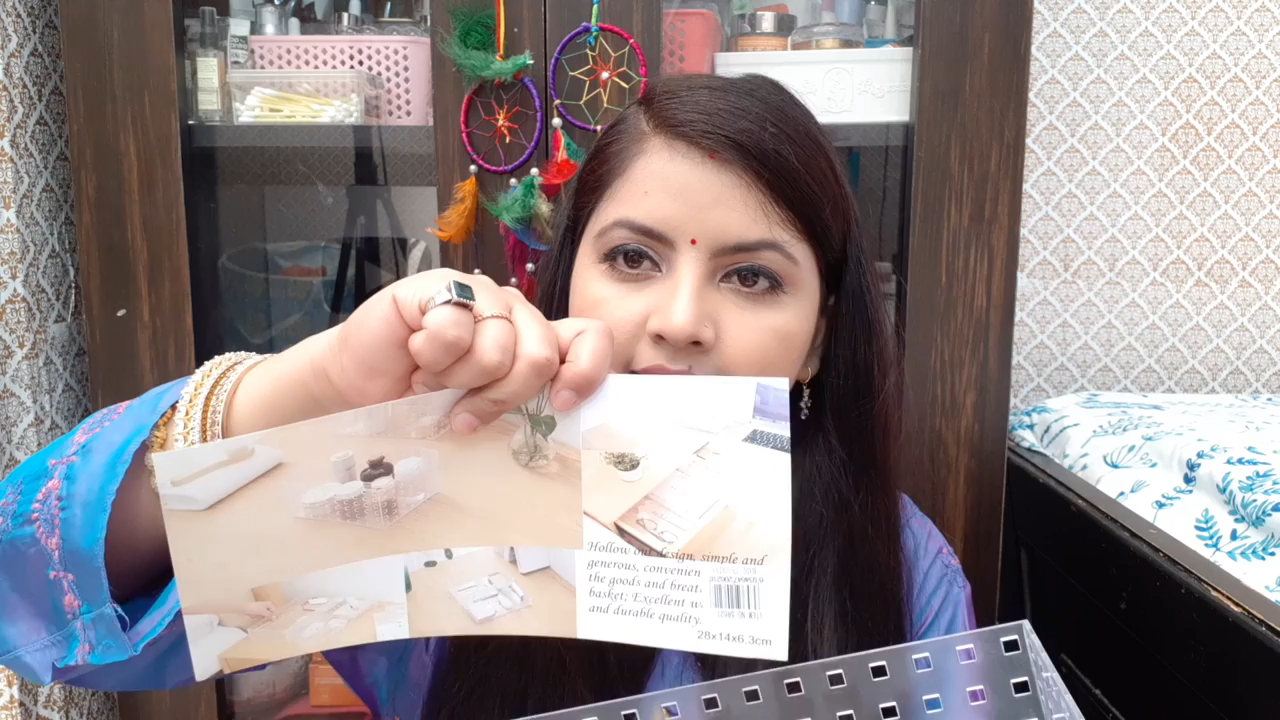 Hollow out design, simple and
generous, convenien
the goods and breat
basket; Excellent w
and durable quality.
28x14x6.3cm